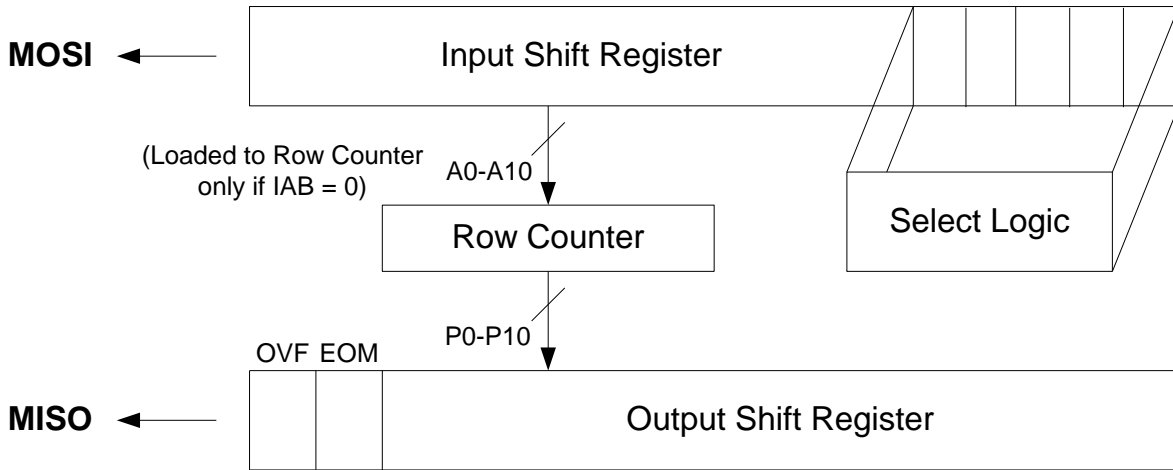 MOSI
Input Shift Register
(Loaded to Row Counter
only if IAB = 0)
A0-A10
Row Counter
Select Logic
P0-P10
OVF EOM
MISO
Output Shift Register